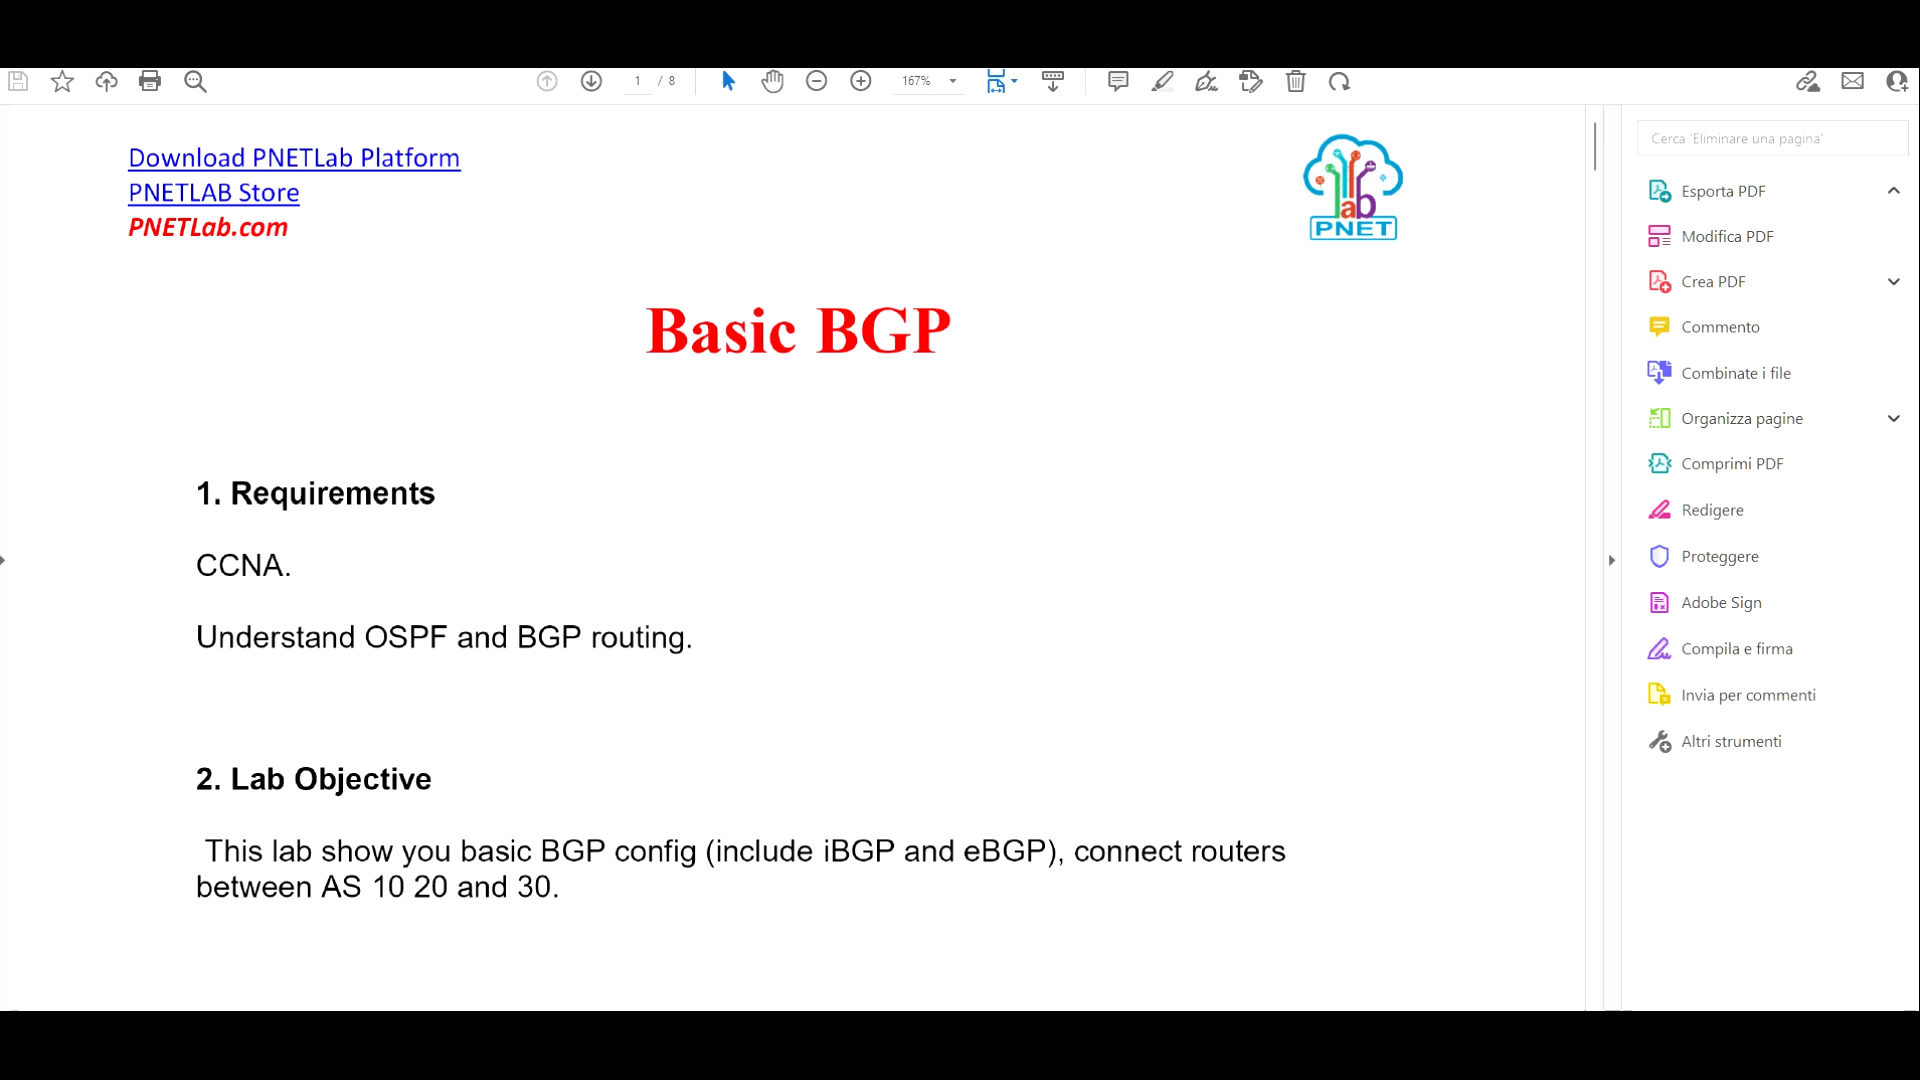 1 / 8
167%
Download PNETLab Platform
PNETLAB Store
PNETLab.com
lab
PNET
Basic BGP
1. Requirements
CCNA.
Understand OSPF and BGP routing.
2. Lab Objective
This lab show you basic BGP config (include iBGP and eBGP), connect routers
between AS 10 20 and 30.
Cerca 'Eliminare una pagina'
Esporta PDF
Modifica PDF
Crea PDF
Commento
Combinate i file
Organizza pagine
Comprimi PDF
Redigere
Proteggere
Adobe Sign
Compila e firma
Invia per commenti
Altri strumenti